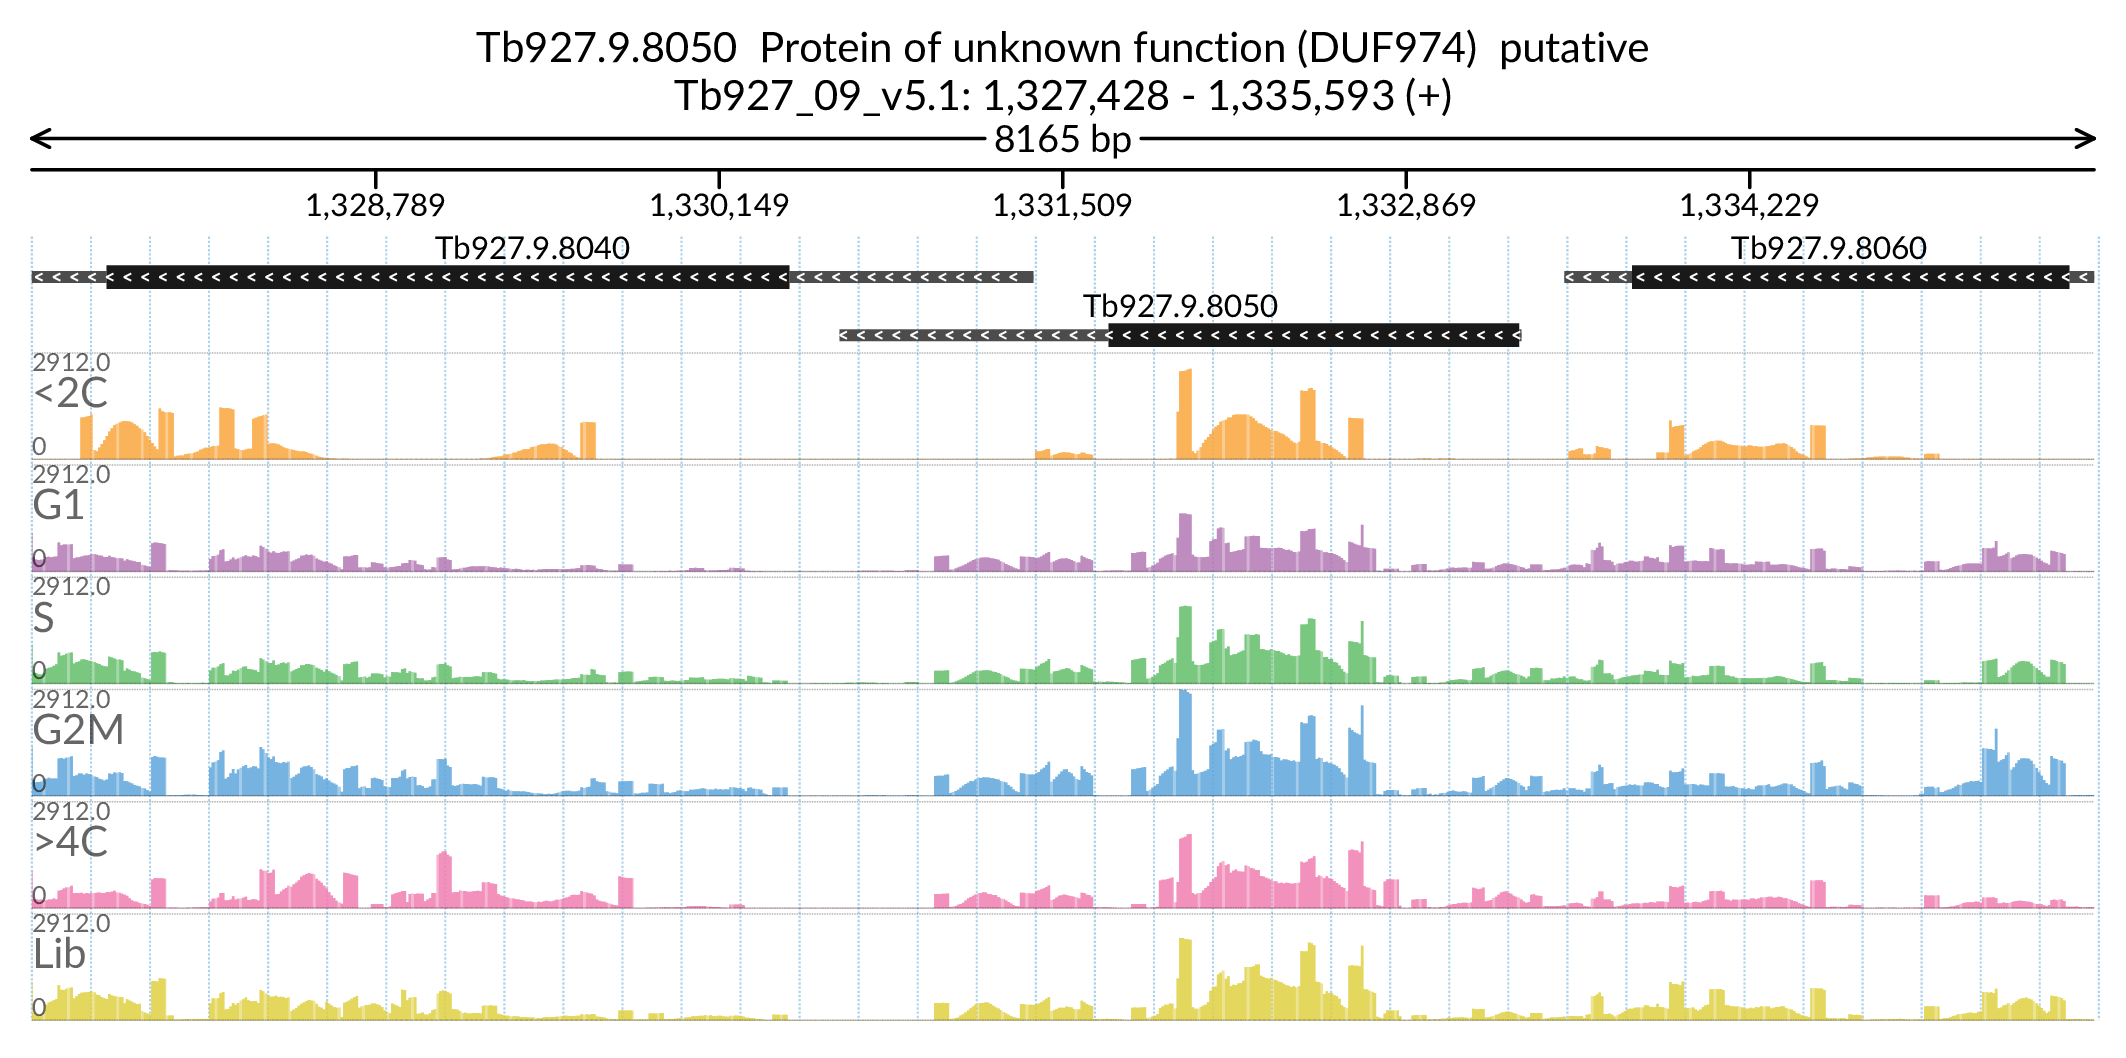 Tb927.9.8050  Protein of unknown function (DUF974)  putative
Tb927_09_v5.1: 1,327,428 - 1,335,593 (+)
8165 bp
1,328,789 1,330,149 1,331,509 1,332,869 1,334,229
Tb927.9.8040 Tb927.9.8060
Tb927.9.8050
2912.0
<2C
0
2912.0
G1
0
2912.0
S
0
2912.0
G2M
0
2912.0
>4C
0
2912.0
Lib
0